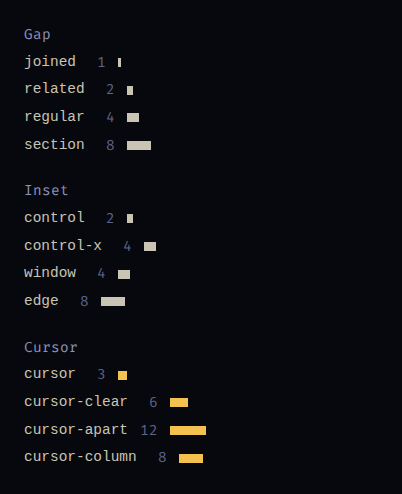 Gap
joined 1
related 2
regular 4
section 8
Inset
control 2
control-x 4
window 4
edge 8
Cursor
cursor 3
cursor-clear 6
cursor-apart 12
cursor-column 8